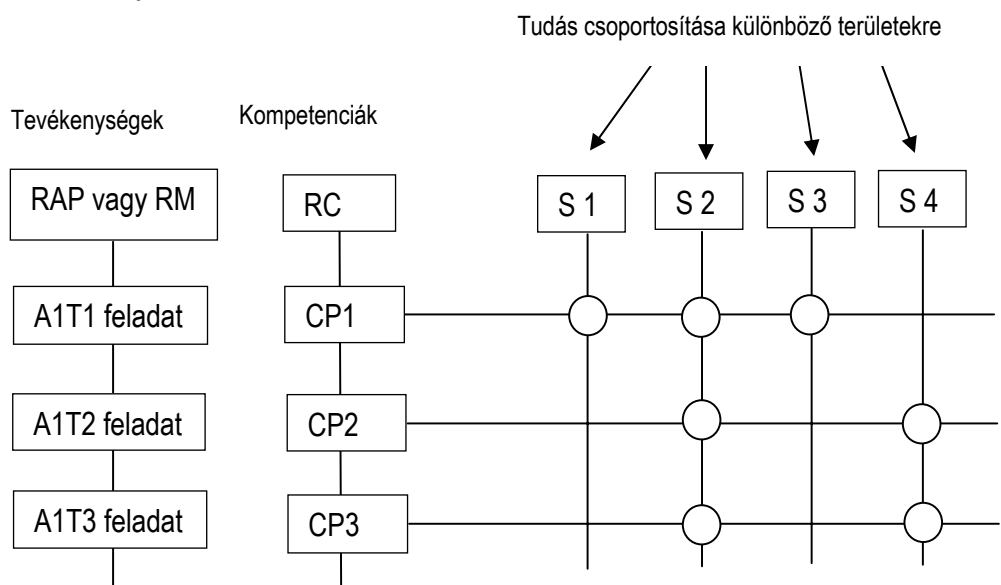 Tudás csoportosítása különböző területekre
Tevékenységek
Kompetenciák
RAP vagy RM
RC
S 1
S 2
S 3
S 4
A1T1 feladat
CP1
A1T2 feladat
CP2
A1T3 feladat
CP3